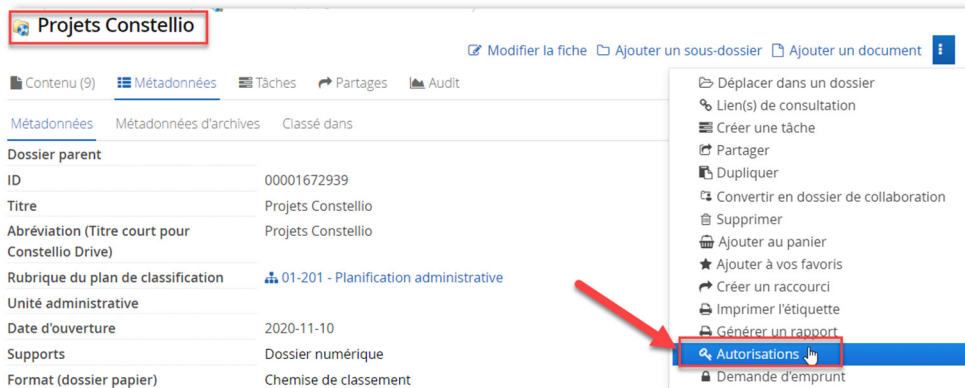 Projets Constellio
Modifier la fiche Ajouter un sous-dossier Ajouter un document
Contenu (9) Métadonnées Tâches Partages Audit
Métadonnées Métadonnées d'archives Classé dans
Dossier parent
ID 00001672939
Titre Projets Constellio
Abréviation (Titre court pour Constellio Drive) Projets Constellio
Rubrique du plan de classification 01-201 - Planification administrative
Unité administrative
Date d'ouverture 2020-11-10
Supports Dossier numérique
Format (dossier papier) Chemise de classement
Déplacer dans un dossier
Lien(s) de consultation
Créer une tâche
Partager
Dupliquer
Convertir en dossier de collaboration
Supprimer
Ajouter au panier
Ajouter à vos favoris
Créer un raccourci
Imprimer l'étiquette
Générer un rapport
Autorisations
Demande d'emprunt